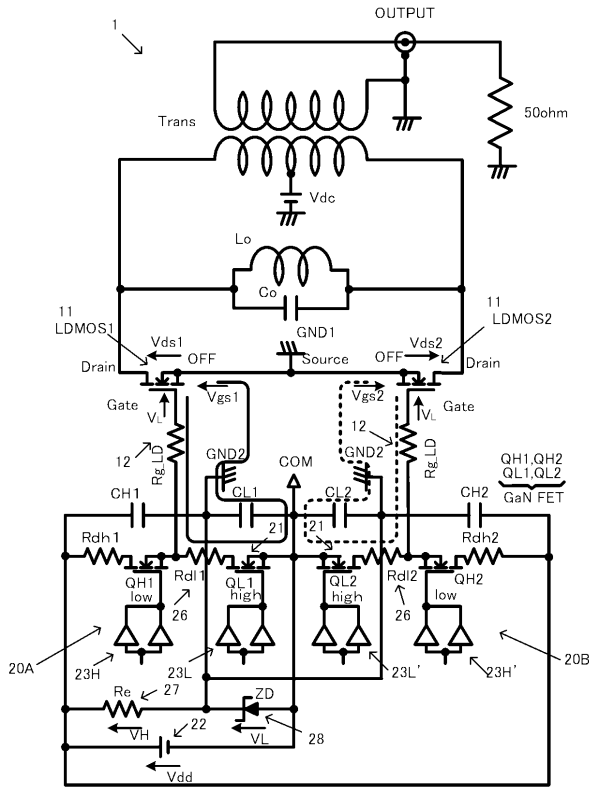 OUTPUT
1
Trans
50ohm
Vdc
Lo
Co
GND1
11
LDMOS1
11
LDMOS2
Vds1
OFF
Source
OFF
Vds2
Drain
Drain
Vgs1
Vgs2
Gate
Gate
VL
VL
12
Rg_LD
GND2
COM
GND2
12
Rg_LD
QH1,QH2
QL1,QL2
GaN FET
CH1
CL1
CL2
CH2
21
21
Rdh1
Rdl1
Rdl2
Rdh2
QH1
low
QL1
high
QL2
high
QH2
low
26
26
20A
23H
23L
23L'
23H'
20B
Re
27
ZD
VH
22
VL
28
Vdd